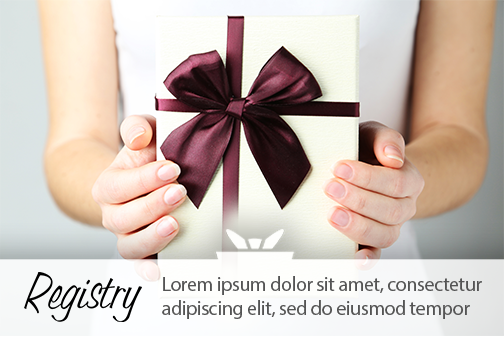 Registry
Lorem ipsum dolor sit amet, consectetur
adipiscing elit, sed do eiusmod tempor